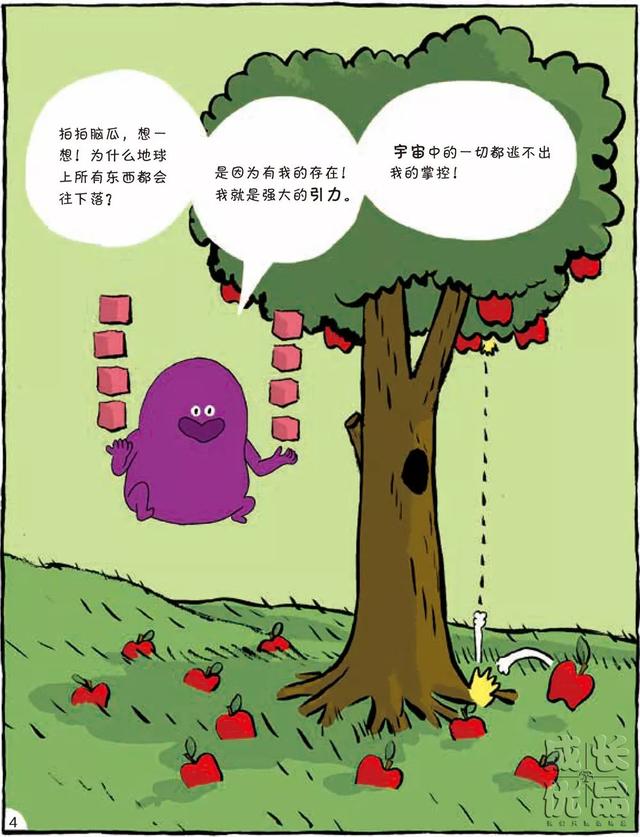 拍拍脑瓜，想一
想！为什么地球
上所有东西都会
往下落？
是因为有我的存在！
我就是强大的引力。
宇宙中的一切都逃不出
我的掌控！
4
成长
优品